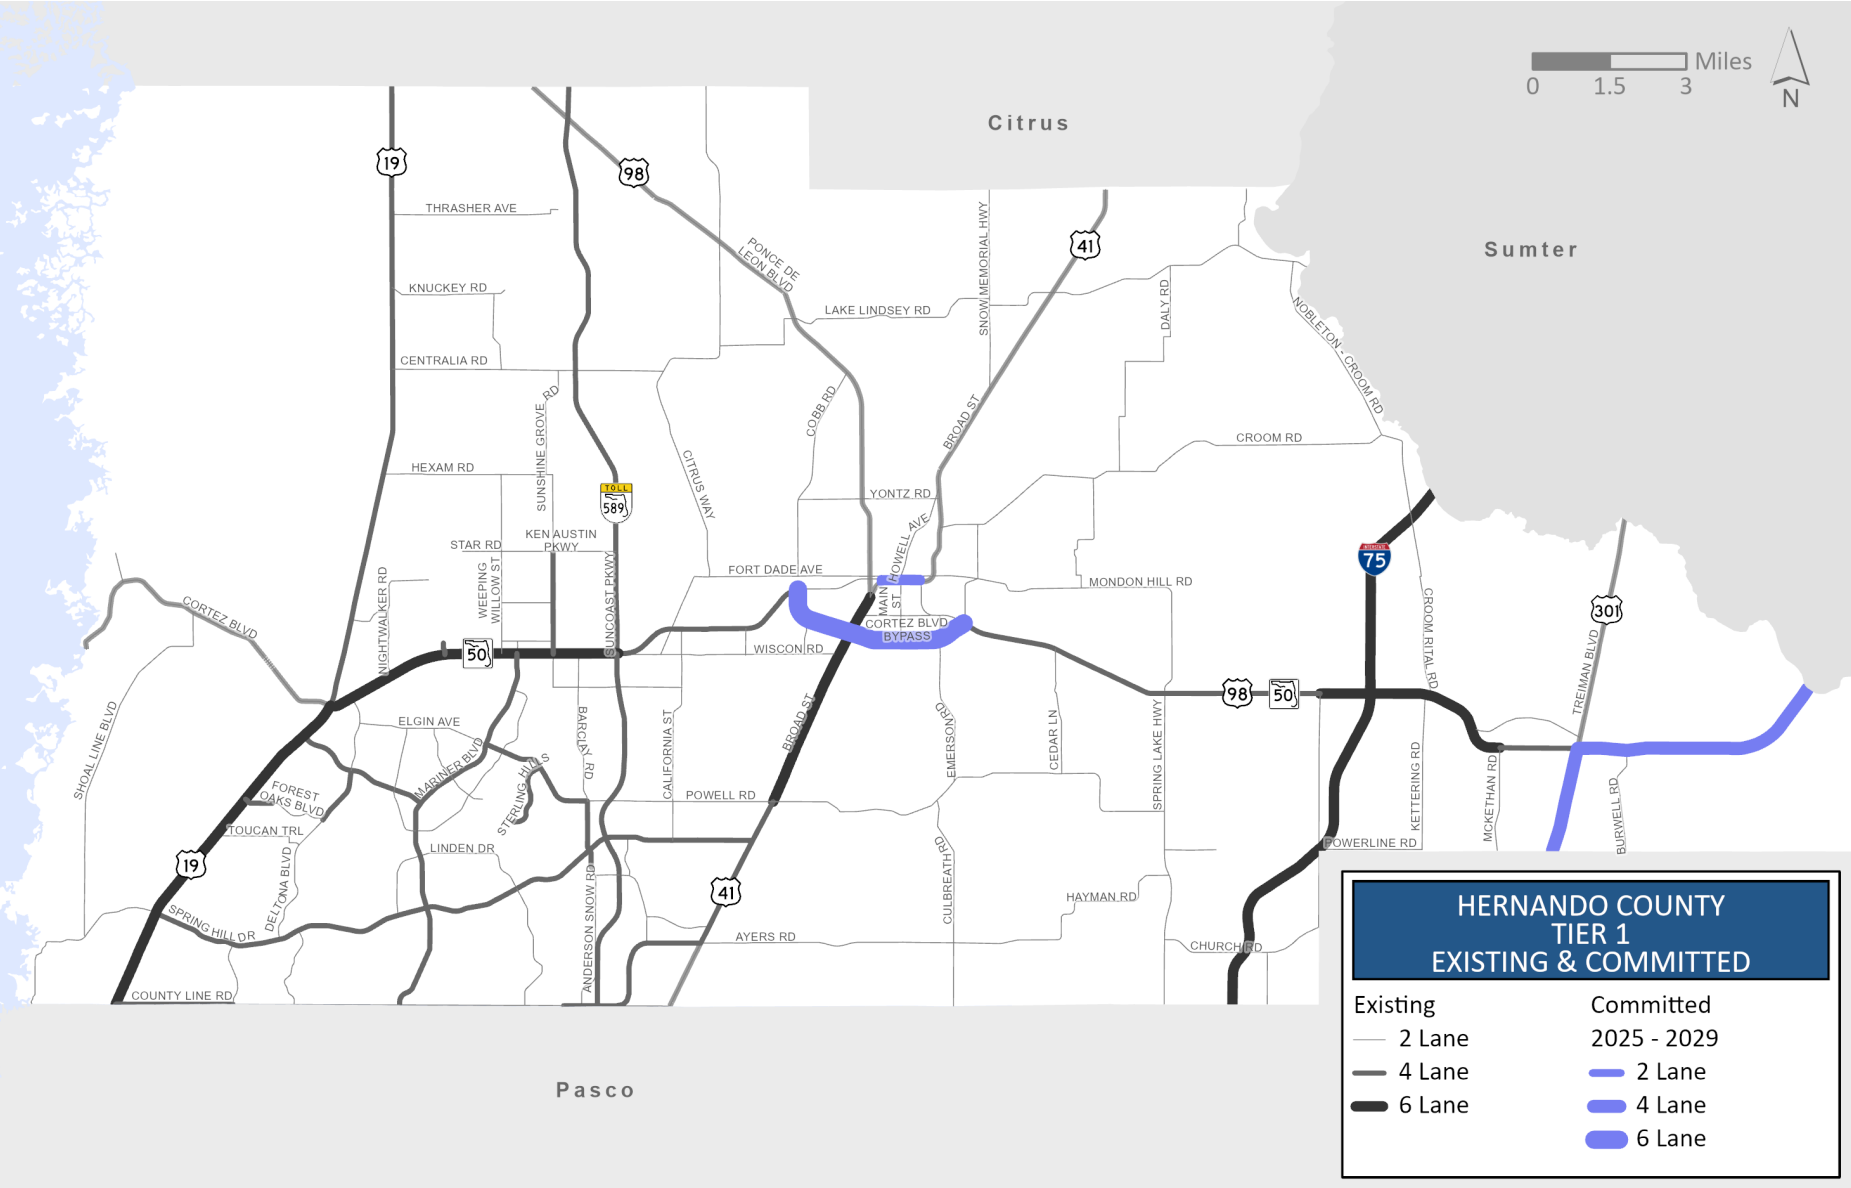 Miles
0 1.5 3
N
Citrus
Sumter
Pasco
19
98
THRASHER AVE
PONCE DE
LEON BLVD
41
SNOW MEMORIAL HWY
KNUCKEY RD
LAKE LINDSEY RD
DALY RD
NOBLETON - CROOM RD
CENTRALIA RD
SUNSHINE GROVE RD
COBB RD
BROAD ST
CROOM RD
HEXAM RD
CITRUS WAY
TOLL
589
YONTZ RD
HOWELL AVE
KEN AUSTIN
PKWY
STAR RD
INTERSTATE
75
FORT DADE AVE
MONDON HILL RD
NIGHTWALKER RD
WEEPING
WILLOW ST
SUNCOAST PKWY
MAIN
ST
CROOM RITAL RD
301
CORTEZ BLVD
CORTEZ BLVD
BYPASS
50
WISCON RD
TREIMAN BLVD
98
50
SHOAL LINE BLVD
ELGIN AVE
BARCLAY RD
CALIFORNIA ST
BROAD ST
EMERSON RD
CEDAR LN
SPRING LAKE HWY
MARINER BLVD
STERLING HILLS
KETTERING RD
MCKETHAN RD
BURWELL RD
FOREST
OAKS BLVD
POWELL RD
TOUCAN TRL
LINDEN DR
POWERLINE RD
19
DELTONA BLVD
CULBREATH RD
41
HAYMAN RD
SPRING HILL DR
ANDERSON SNOW RD
AYERS RD
CHURCH RD
COUNTY LINE RD
HERNANDO COUNTY
TIER 1
EXISTING & COMMITTED
Existing
2 Lane
4 Lane
6 Lane
Committed
2025 - 2029
2 Lane
4 Lane
6 Lane